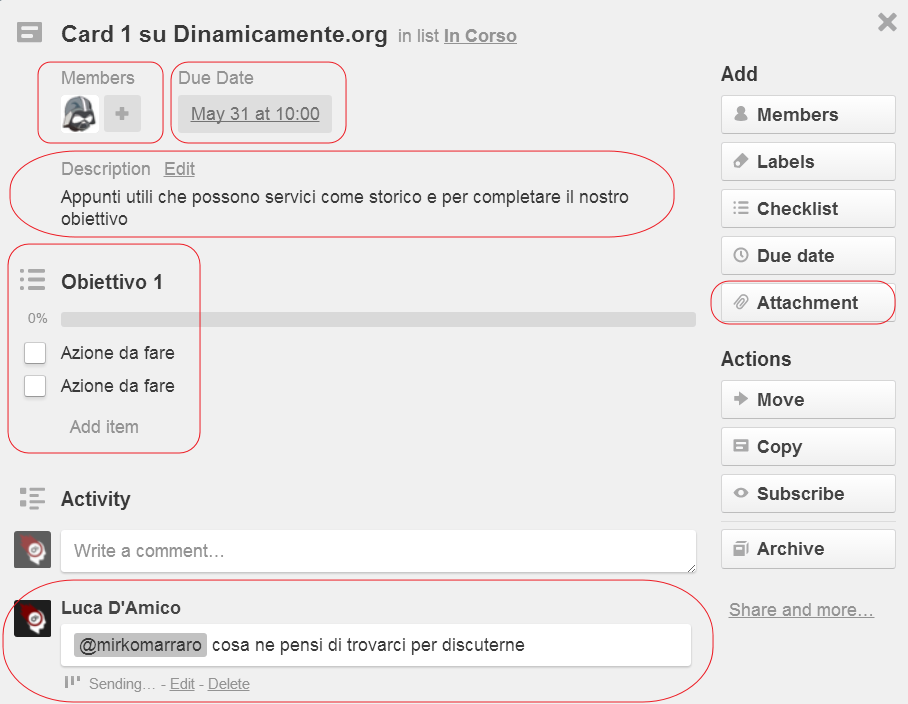 Card 1 su Dinamicamente.org in list In Corso
Members
Due Date
May 31 at 10:00
Description Edit
Appunti utili che possono servici come storico e per completare il nostro
obiettivo
Obiettivo 1
0%
Azione da fare
Azione da fare
Add item
Activity
Write a comment…
Luca D'Amico
@mirkomarraro cosa ne pensi di trovarci per discuterne
Sending… - Edit - Delete
Add
Members
Labels
Checklist
Due date
Attachment
Actions
Move
Copy
Subscribe
Archive
Share and more…